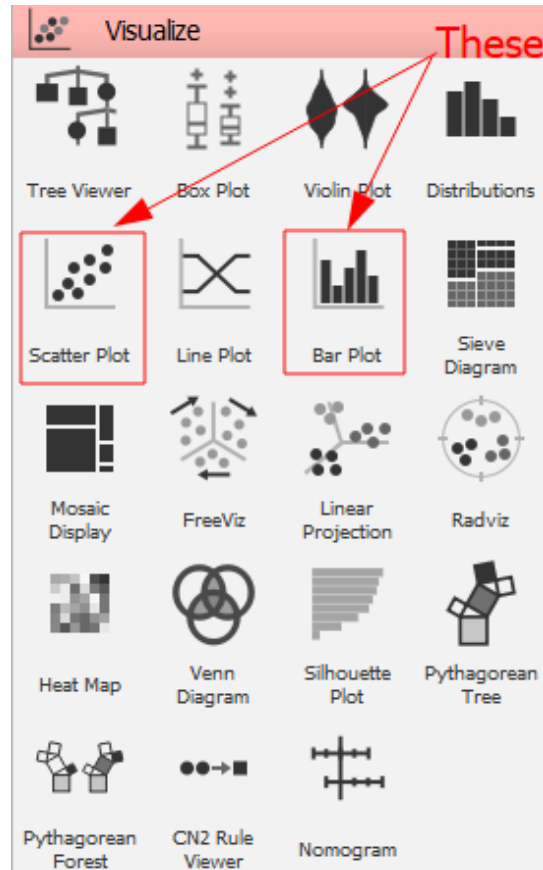 Visualize
These
Tree Viewer
Box Plot
Violin Plot
Distributions
Scatter Plot
Line Plot
Bar Plot
Sieve
Diagram
Mosaic
Display
FreeViz
Linear
Projection
Radviz
Heat Map
Venn
Diagram
Silhouette
Plot
Pythagorean
Tree
Pythagorean
Forest
CN2 Rule
Viewer
Nomogram